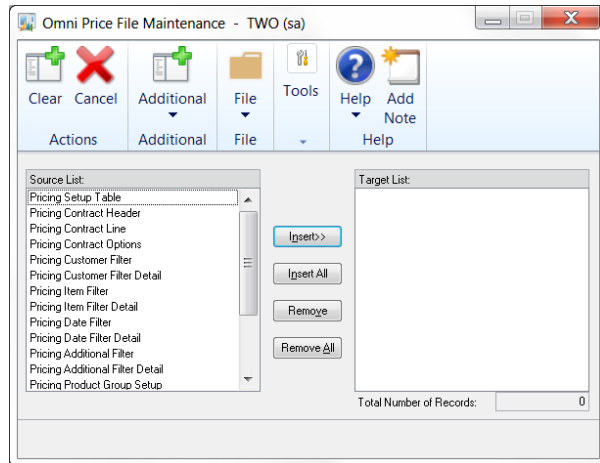 Omni Price File Maintenance - TWO (sa)
Clear Cancel Additional File Tools Help Add Note
Actions Additional File Help
Source List:
Pricing Setup Table
Pricing Contract Header
Pricing Contract Line
Pricing Contract Options
Pricing Customer Filter
Pricing Customer Filter Detail
Pricing Item Filter
Pricing Item Filter Detail
Pricing Date Filter
Pricing Date Filter Detail
Pricing Additional Filter
Pricing Additional Filter Detail
Pricing Product Group Setup
Insert>>
Insert All
Remove
Remove All
Target List:
Total Number of Records: 0